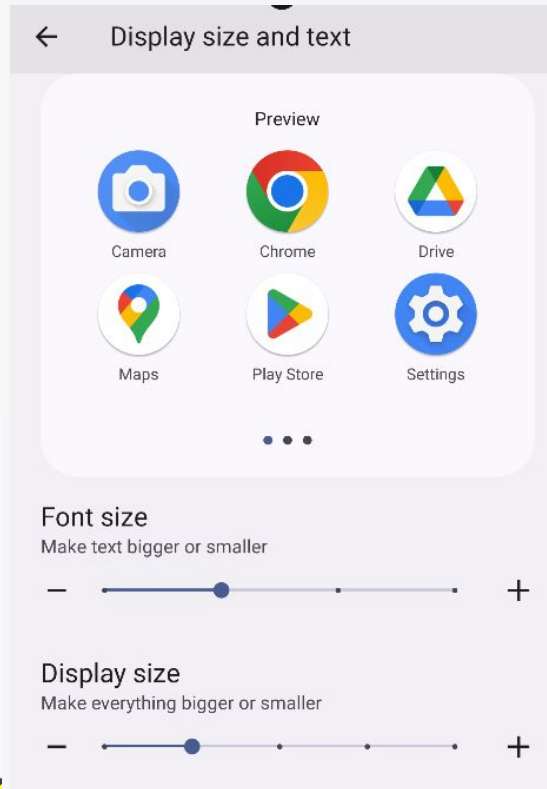 Display size and text
Preview
Camera Chrome Drive
Maps Play Store Settings
Font size
Make text bigger or smaller
Display size
Make everything bigger or smaller